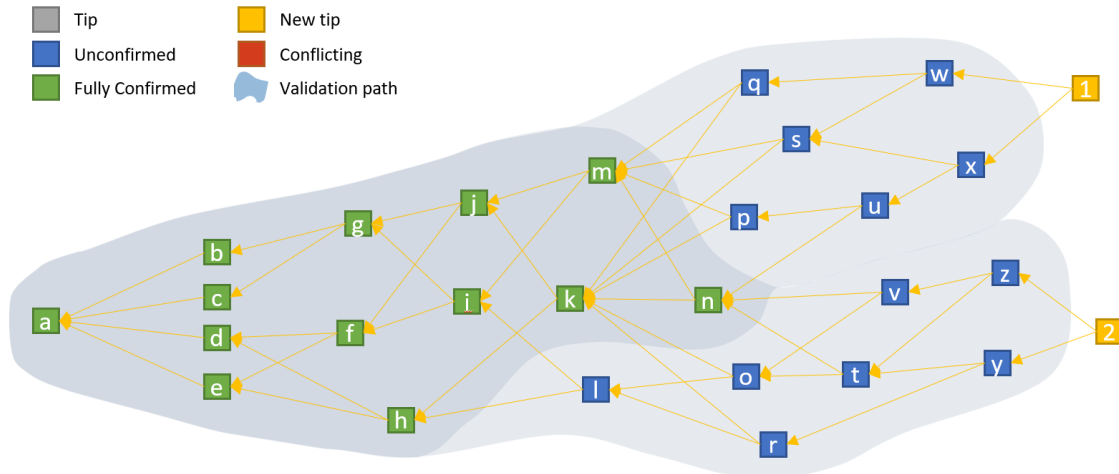 Tip
New tip
Unconfirmed
Conflicting
Fully Confirmed
Validation path
q
w
1
s
x
m
p
u
j
g
b
c
a
d
e
f
i
k
n
h
l
v
z
2
o
t
y
r